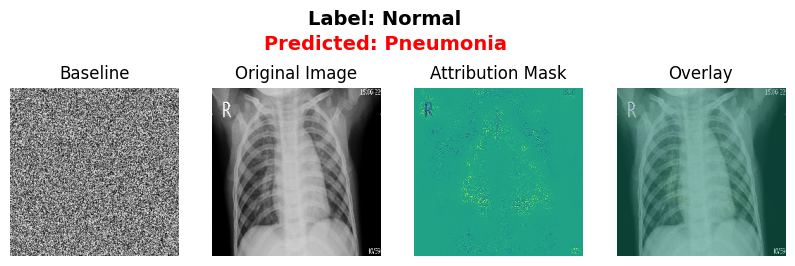 Label: Normal
Predicted: Pneumonia
Baseline
Original Image
Attribution Mask
Overlay
R
R
R